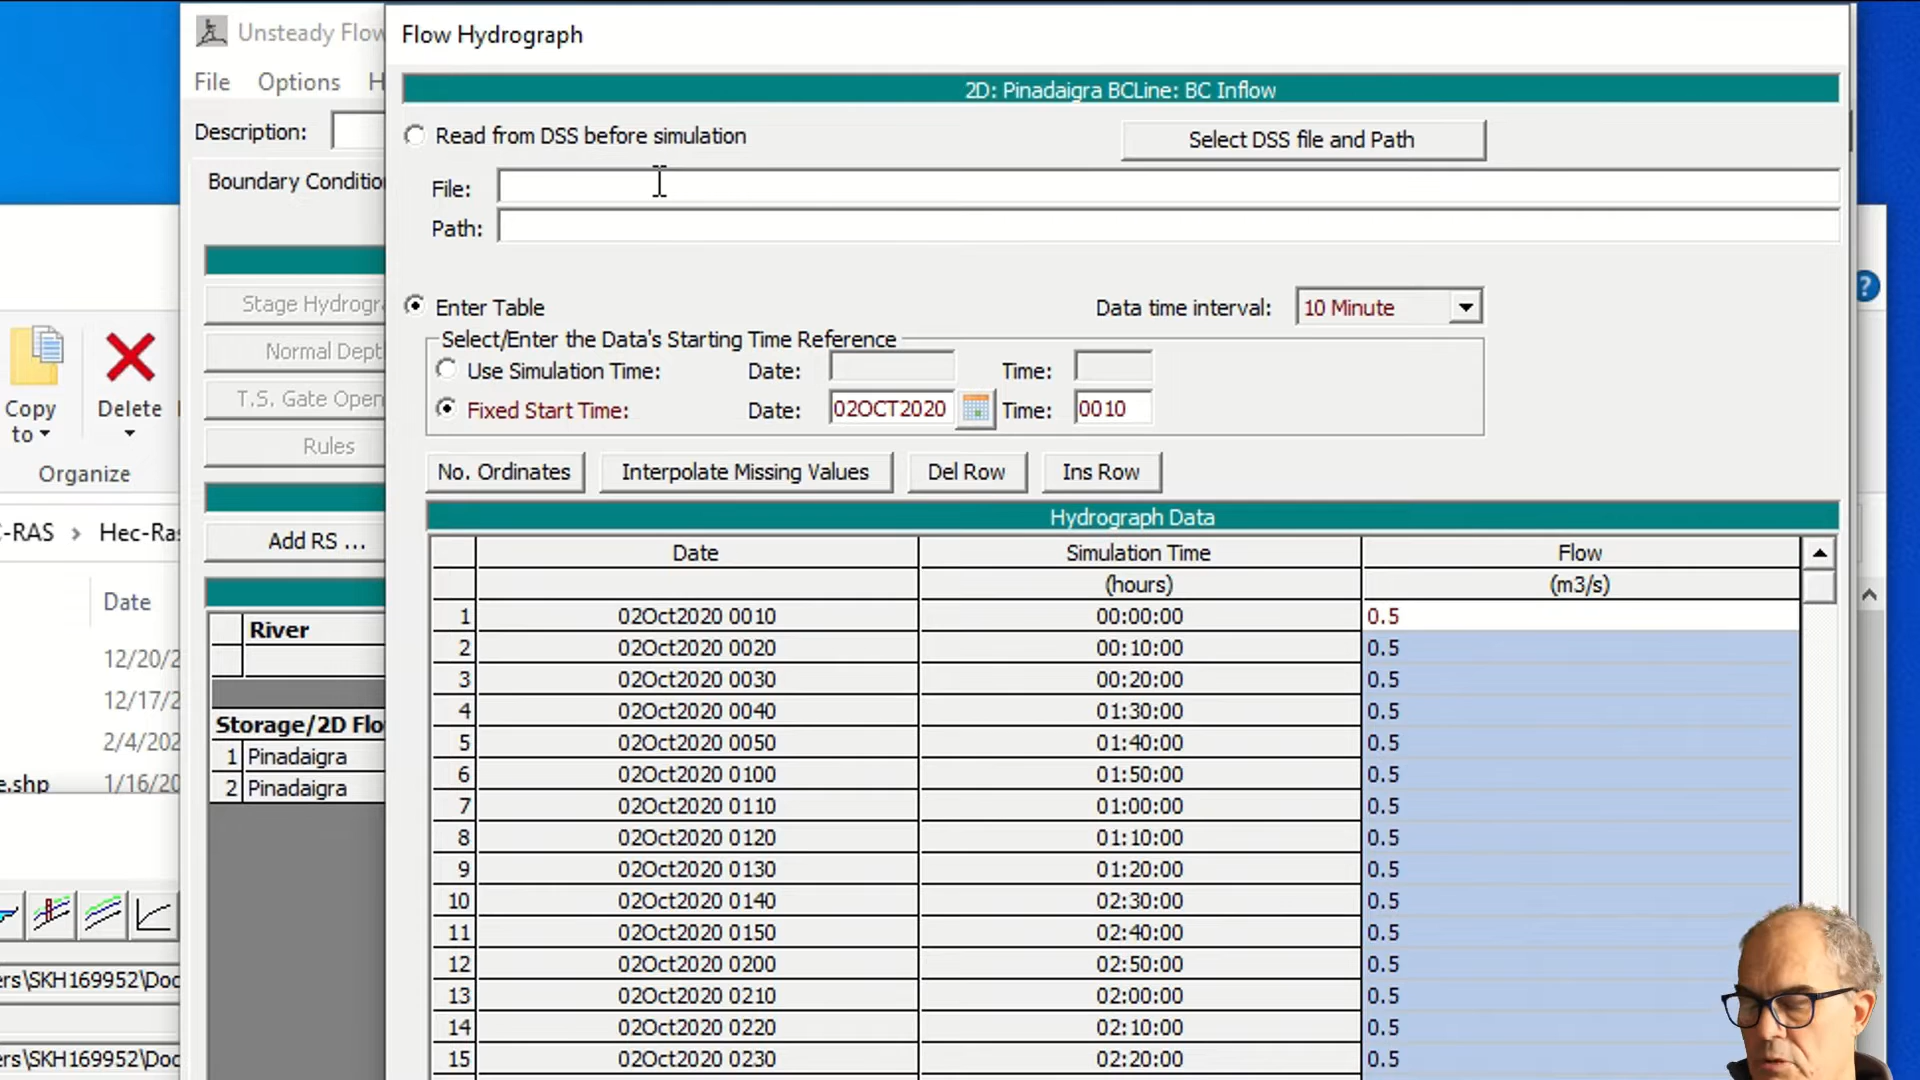 Unsteady Flow
Flow Hydrograph
File Options H
2D: Pinadaigra BCLine: BC Inflow
Description:
Read from DSS before simulation
Select DSS file and Path
Boundary Conditio
File:
Path:
Stage Hydrogra
Enter Table
Data time interval: 10 Minute
Select/Enter the Data's Starting Time Reference
Normal Dept
Use Simulation Time: Date: Time:
T.S. Gate Open
Fixed Start Time: Date: 02OCT2020 Time: 0010
Copy to
Delete
Rules
Organize
No. Ordinates Interpolate Missing Values Del Row Ins Row
Hydrograph Data
C-RAS > Hec-Ras
Add RS ...
Date Simulation Time Flow
(hours) (m3/s)
Date
1 02Oct2020 0010 00:00:00 0.5
2 02Oct2020 0020 00:10:00 0.5
3 02Oct2020 0030 00:20:00 0.5
4 02Oct2020 0040 01:30:00 0.5
5 02Oct2020 0050 01:40:00 0.5
6 02Oct2020 0100 01:50:00 0.5
7 02Oct2020 0110 01:00:00 0.5
8 02Oct2020 0120 01:10:00 0.5
9 02Oct2020 0130 01:20:00 0.5
10 02Oct2020 0140 02:30:00 0.5
11 02Oct2020 0150 02:40:00 0.5
12 02Oct2020 0200 02:50:00 0.5
13 02Oct2020 0210 02:00:00 0.5
14 02Oct2020 0220 02:10:00 0.5
15 02Oct2020 0230 02:20:00 0.5
River
12/20/2
12/17/2
2/4/202
e.shp 1/16/20
Storage/2D Flo
1 Pinadaigra
2 Pinadaigra
ers\SKH169952\Doc
ers\SKH169952\Doc